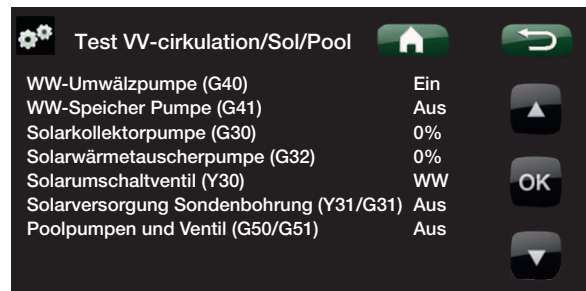 Test VV-cirkulation/Sol/Pool
WW-Umwälzpumpe (G40) Ein
WW-Speicher Pumpe (G41) Aus
Solarkollektorpumpe (G30) 0%
Solarwärmetauscherpumpe (G32) 0%
Solarumschaltventil (Y30) WW
Solarversorgung Sondenbohrung (Y31/G31) Aus
Poolpumpen und Ventil (G50/G51) Aus
OK